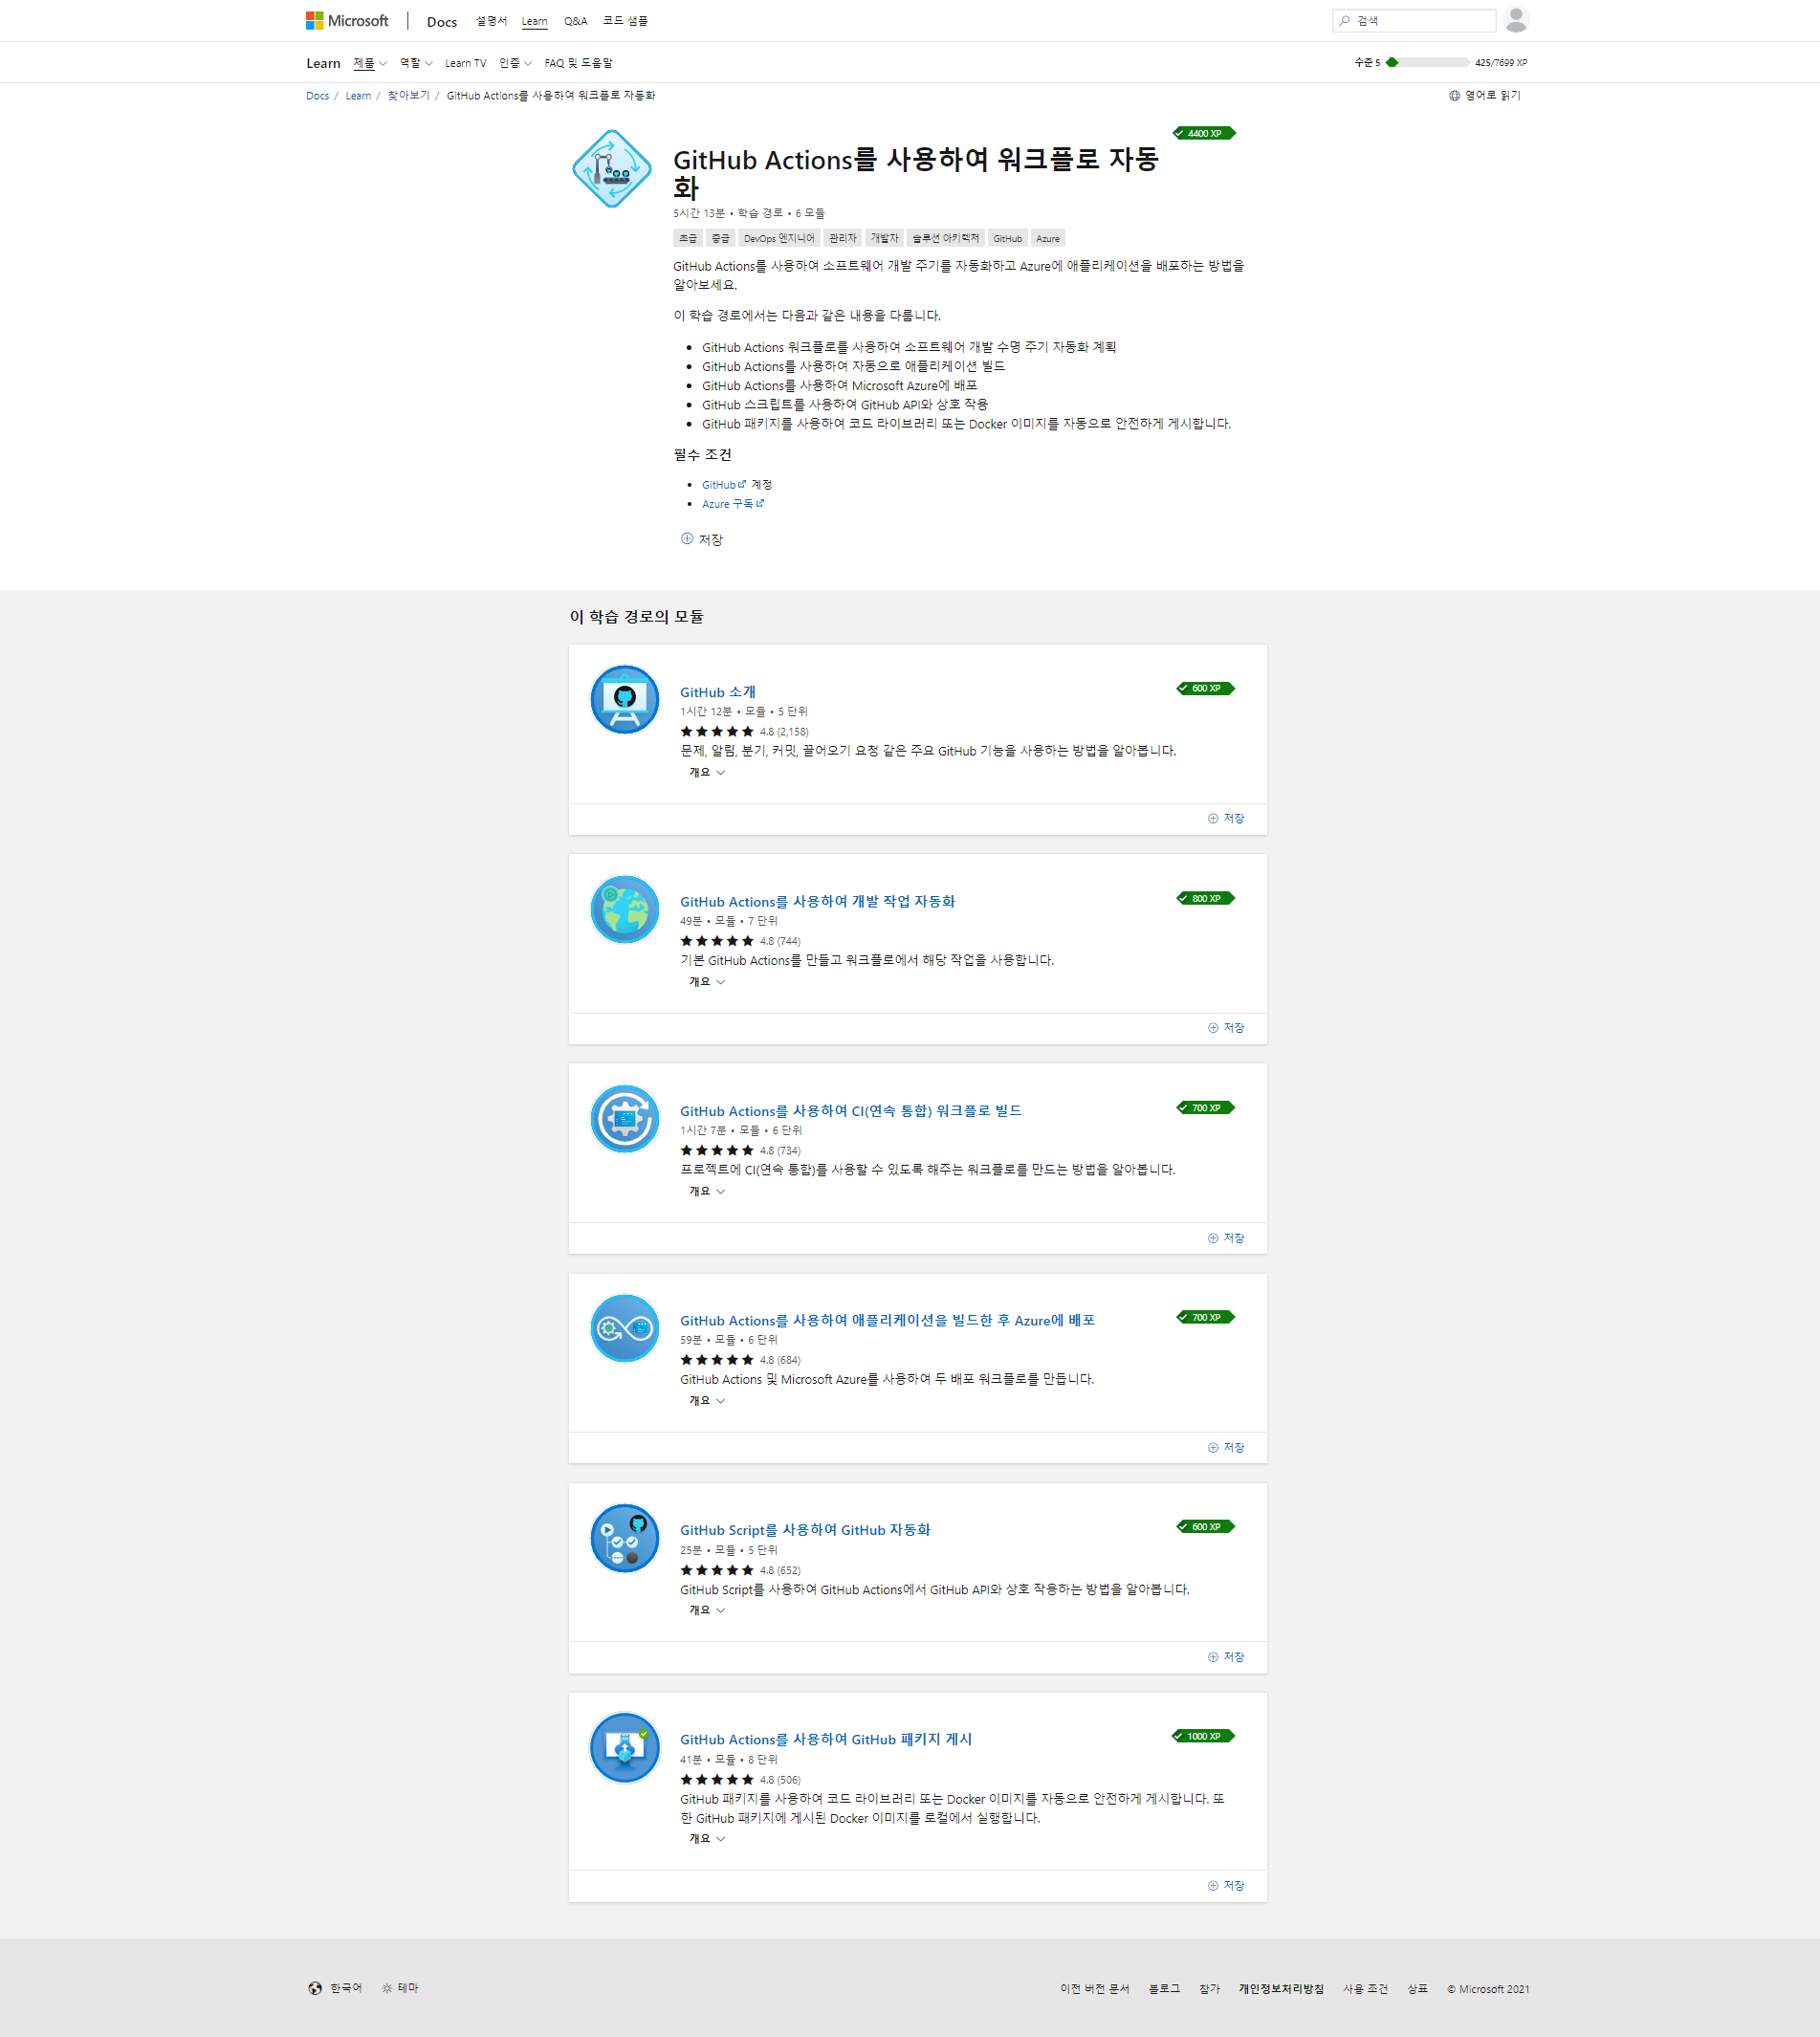 Microsoft Docs 설명서 Learn Q&A 코드 샘플 검색
Learn 제품 역할 Learn TV 인증 FAQ 및 도움말 수준 5 425/7699 XP
Docs / Learn / 찾아보기 / GitHub Actions를 사용하여 워크플로 자동화 영어로 읽기
4400 XP
GitHub Actions를 사용하여 워크플로 자동
화
5시간 13분 • 학습 경로 • 6 모듈
초급 중급 DevOps 엔지니어 관리자 개발자 솔루션 아키텍처 GitHub Azure
GitHub Actions를 사용하여 소프트웨어 개발 주기를 자동화하고 Azure에 애플리케이션을 배포하는 방법을
알아보세요.
이 학습 경로에서는 다음과 같은 내용을 다룹니다.
• GitHub Actions 워크플로를 사용하여 소프트웨어 개발 수명 주기 자동화 계획
• GitHub Actions를 사용하여 자동으로 애플리케이션 빌드
• GitHub Actions를 사용하여 Microsoft Azure에 배포
• GitHub 스크립트를 사용하여 GitHub API와 상호 작용
• GitHub 패키지를 사용하여 코드 라이브러리 또는 Docker 이미지를 자동으로 안전하게 게시합니다.
필수 조건
• GitHub 계정
• Azure 구독
저장
이 학습 경로의 모듈
GitHub 소개 600 XP
1시간 12분 • 모듈 • 5 단위
4.8 (2,158)
문제, 알림, 분기, 커밋, 끌어오기 요청 같은 주요 GitHub 기능을 사용하는 방법을 알아봅니다.
개요
저장
GitHub Actions를 사용하여 개발 작업 자동화 800 XP
49분 • 모듈 • 7 단위
4.8 (744)
기본 GitHub Actions를 만들고 워크플로에서 해당 작업을 사용합니다.
개요
저장
GitHub Actions를 사용하여 CI(연속 통합) 워크플로 빌드 700 XP
1시간 7분 • 모듈 • 6 단위
4.8 (734)
프로젝트에 CI(연속 통합)를 사용할 수 있도록 해주는 워크플로를 만드는 방법을 알아봅니다.
개요
저장
GitHub Actions를 사용하여 애플리케이션을 빌드한 후 Azure에 배포 700 XP
59분 • 모듈 • 6 단위
4.8 (684)
GitHub Actions 및 Microsoft Azure를 사용하여 두 배포 워크플로를 만듭니다.
개요
저장
GitHub Script를 사용하여 GitHub 자동화 600 XP
25분 • 모듈 • 5 단위
4.8 (652)
GitHub Script를 사용하여 GitHub Actions에서 GitHub API와 상호 작용하는 방법을 알아봅니다.
개요
저장
GitHub Actions를 사용하여 GitHub 패키지 게시 1000 XP
41분 • 모듈 • 8 단위
4.8 (506)
GitHub 패키지를 사용하여 코드 라이브러리 또는 Docker 이미지를 자동으로 안전하게 게시합니다. 또
한 GitHub 패키지에 게시된 Docker 이미지를 로컬에서 실행합니다.
개요
저장
한국어 테마 이전 버전 문서 블로그 참가 개인정보처리방침 사용 조건 상표 © Microsoft 2021